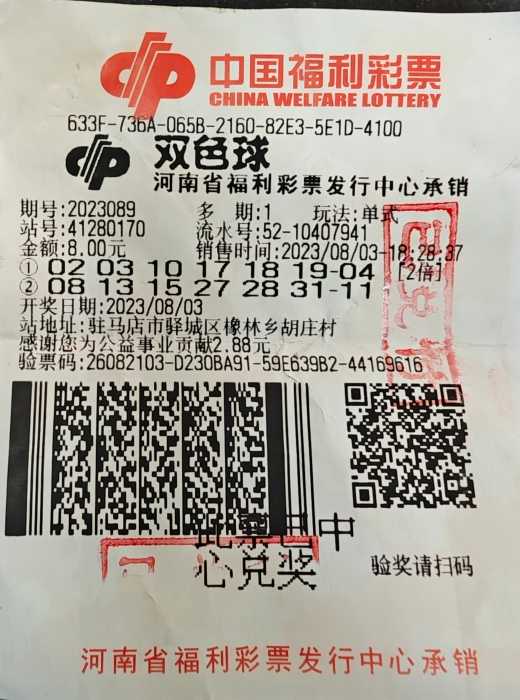 中国福利彩票
CHINA WELFARE LOTTERY
633F-736A-065B-2160-82E3-5E1D-4100
双色球
河南省福利彩票发行中心承销
期号:2023089 多 期:1 玩法:单式
站号:41280170 流水号:52-10407941
金额:8.00元 销售时间:2023/08/03-18:28:37
① 02 03 10 17 18 19-04 [2倍]
② 08 13 15 27 28 31-11
开奖日期:2023/08/03
站地址:驻马店市驿城区橡林乡胡庄村
感谢您为公益事业贡献2.88元
验票码:26082103-D230BA91-59E639B2-44169616
已兑
此票已中
心兑奖
验奖请扫码
河南省福利彩票发行中心承销